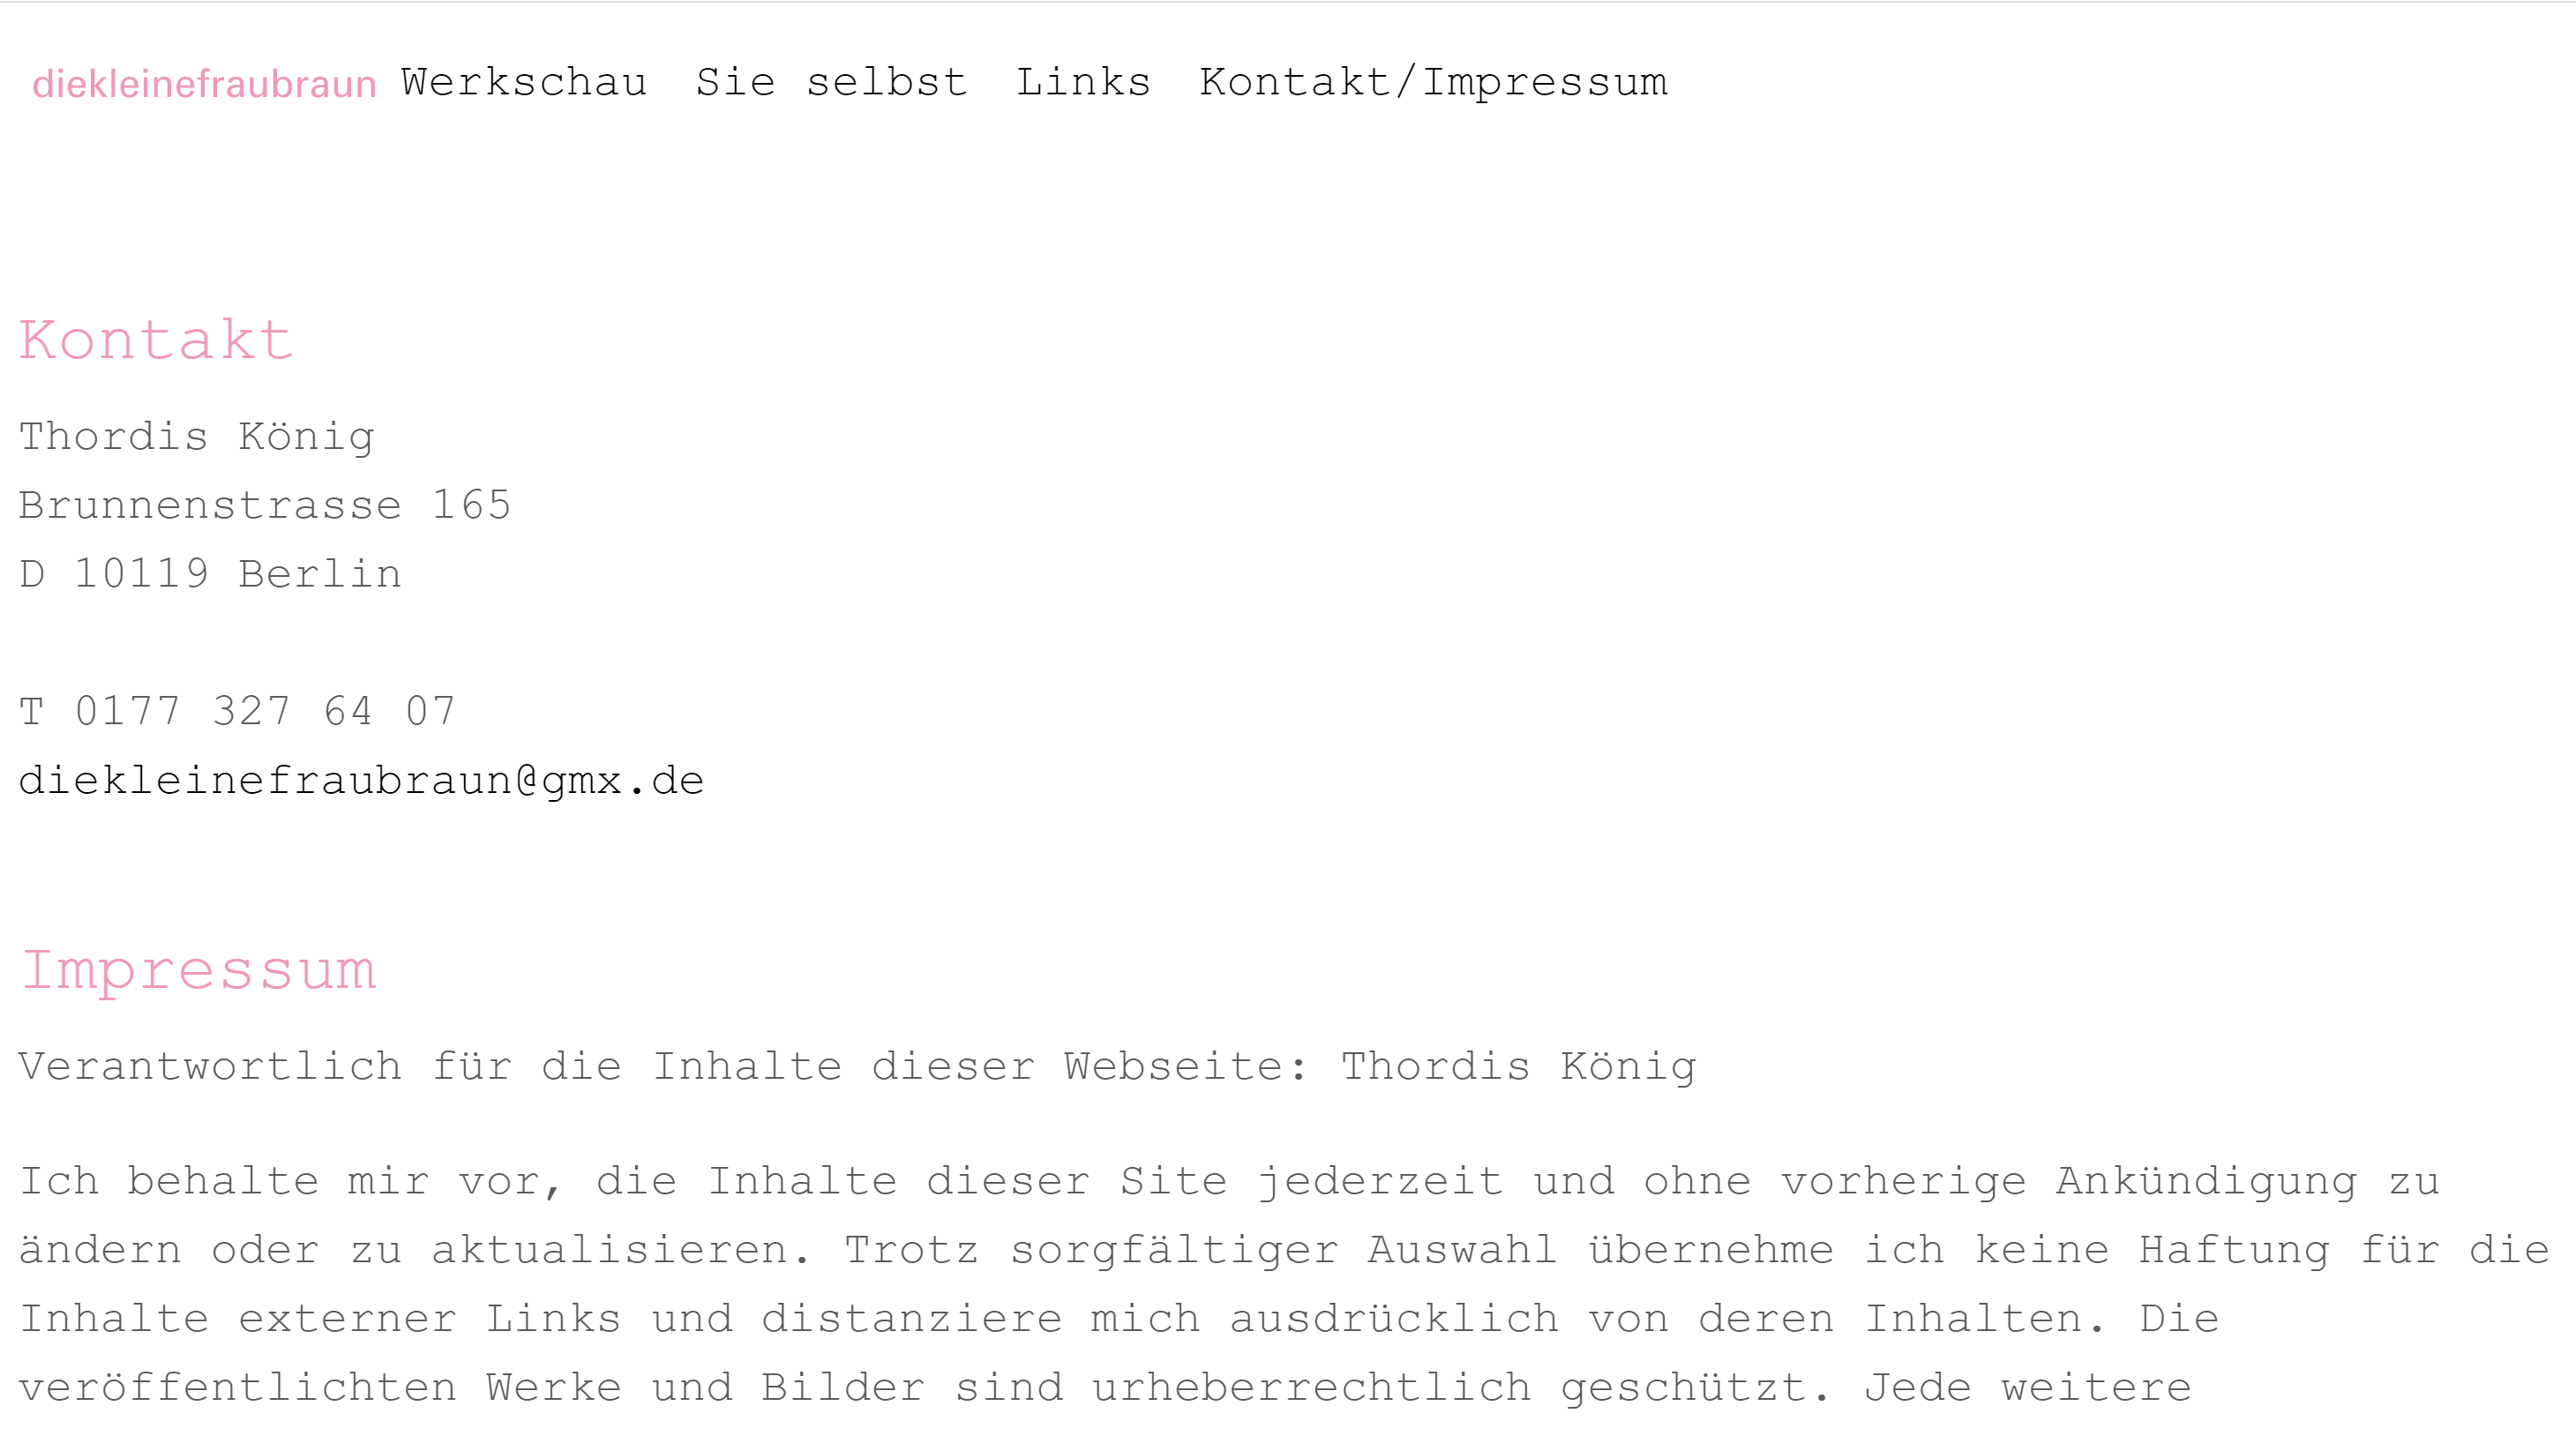 diekleinefraubraun Werkschau Sie selbst Links Kontakt/Impressum
Kontakt
Thordis König
Brunnenstrasse 165
D 10119 Berlin
T 0177 327 64 07
diekleinefraubraun@gmx.de
Impressum
Verantwortlich für die Inhalte dieser Webseite: Thordis König
Ich behalte mir vor, die Inhalte dieser Site jederzeit und ohne vorherige Ankündigung zu
ändern oder zu aktualisieren. Trotz sorgfältiger Auswahl übernehme ich keine Haftung für die
Inhalte externer Links und distanziere mich ausdrücklich von deren Inhalten. Die
veröffentlichten Werke und Bilder sind urheberrechtlich geschützt. Jede weitere